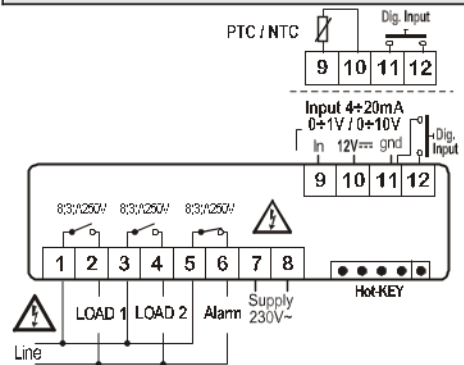 PTC / NTC
Dig. Input
9 10 11 12
Input 4÷20mA
0÷1V / 0÷10V
In 12V gnd
Dig.
Input
9 10 11 12
8(3)A250V 8(3)A250V 8(3)A250V
1 2 3 4 5 6 7 8
Hot-KEY
LOAD 1 LOAD 2 Alarm Supply
230V~
Line